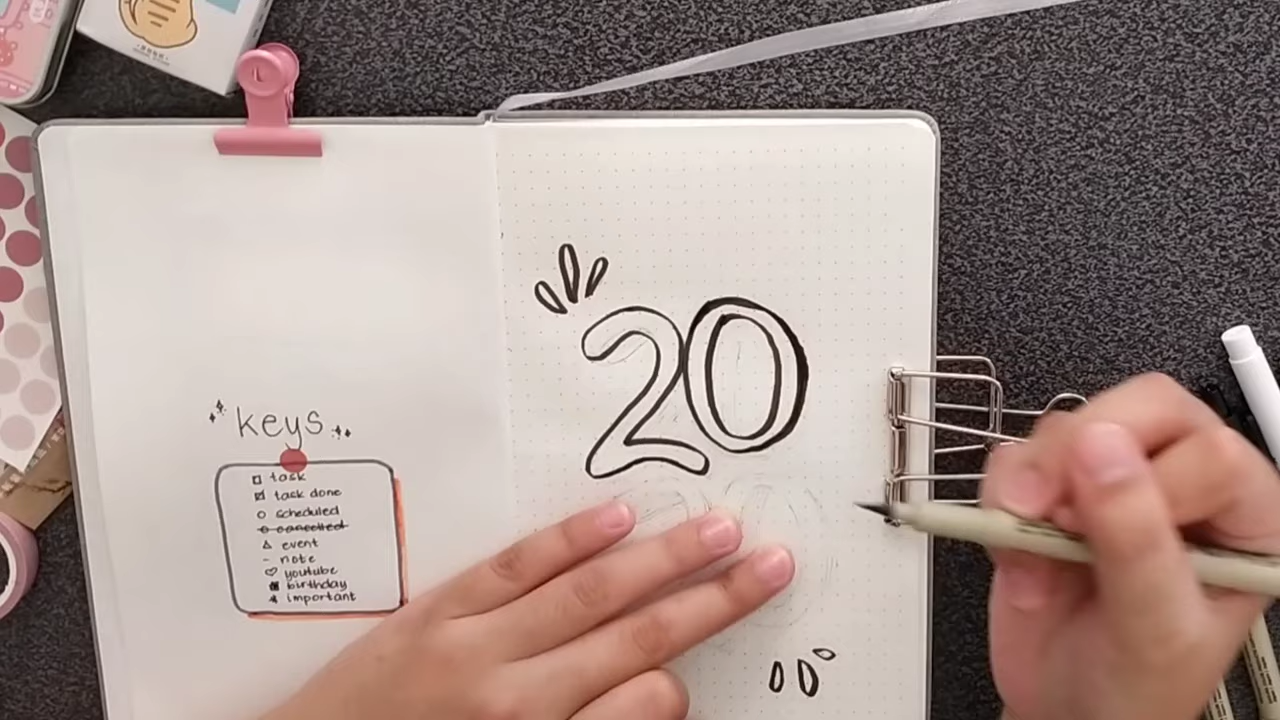 keys
task
task done
scheduled
cancelled
event
note
youtube
birthday
important
20